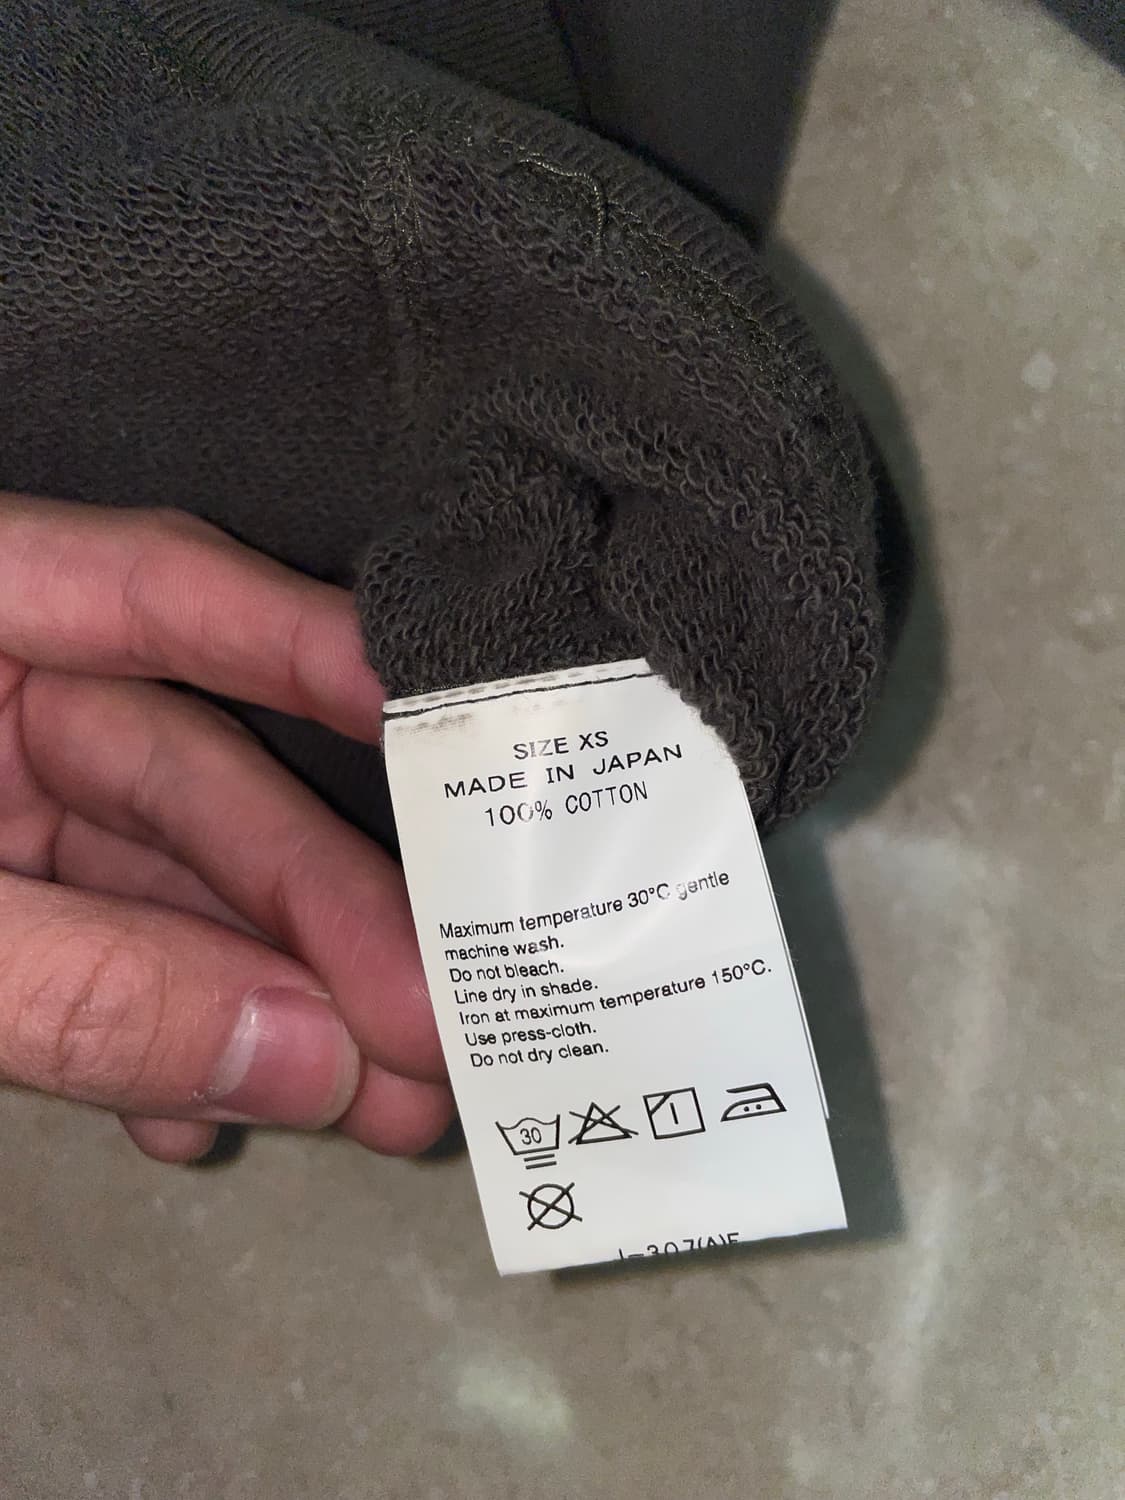 SIZE XS
MADE IN JAPAN
100% COTTON
Maximum temperature 30°C gentle
machine wash.
Do not bleach.
Line dry in shade.
Iron at maximum temperature 150°C.
Use press-cloth.
Do not dry clean.
30